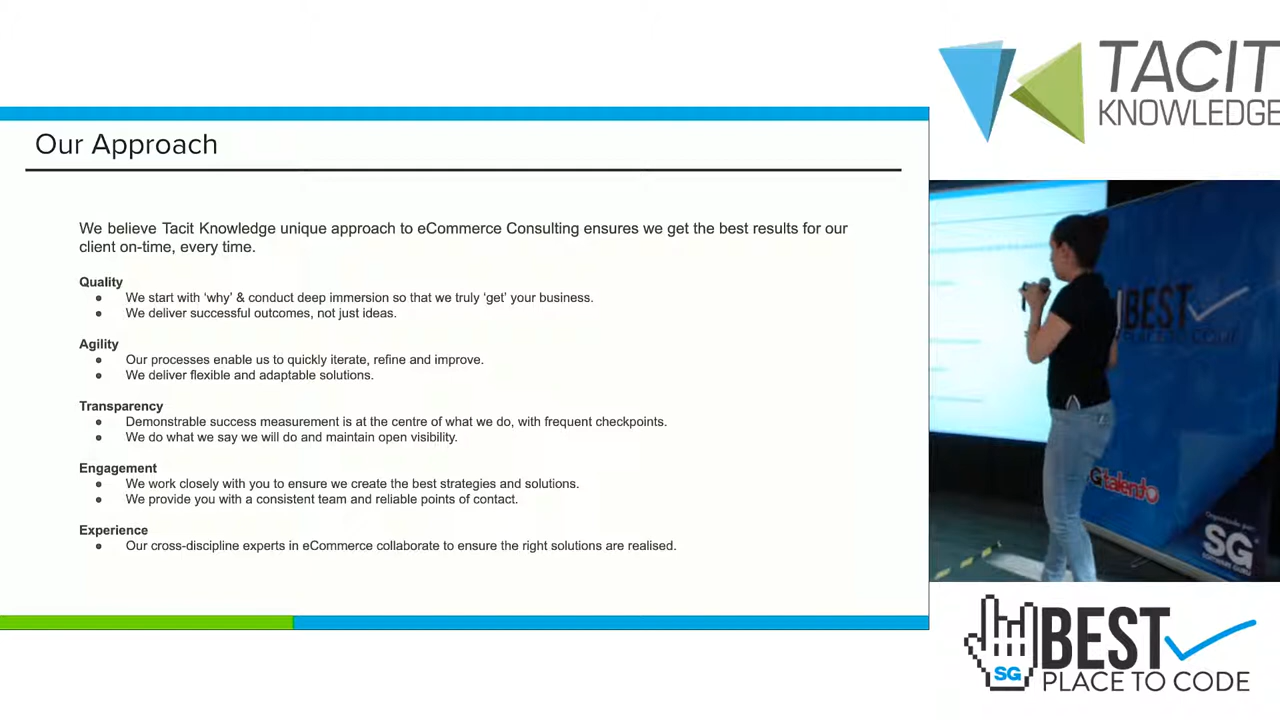 Our Approach
We believe Tacit Knowledge unique approach to eCommerce Consulting ensures we get the best results for our
client on-time, every time.
Quality
● We start with ‘why’ & conduct deep immersion so that we truly ‘get’ your business.
● We deliver successful outcomes, not just ideas.
Agility
● Our processes enable us to quickly iterate, refine and improve.
● We deliver flexible and adaptable solutions.
Transparency
● Demonstrable success measurement is at the centre of what we do, with frequent checkpoints.
● We do what we say we will do and maintain open visibility.
Engagement
● We work closely with you to ensure we create the best strategies and solutions.
● We provide you with a consistent team and reliable points of contact.
Experience
● Our cross-discipline experts in eCommerce collaborate to ensure the right solutions are realised.
TACIT
KNOWLEDGE
BEST
PLACE TO CODE
Gtalento
SG
SG
BEST
PLACE TO CODE